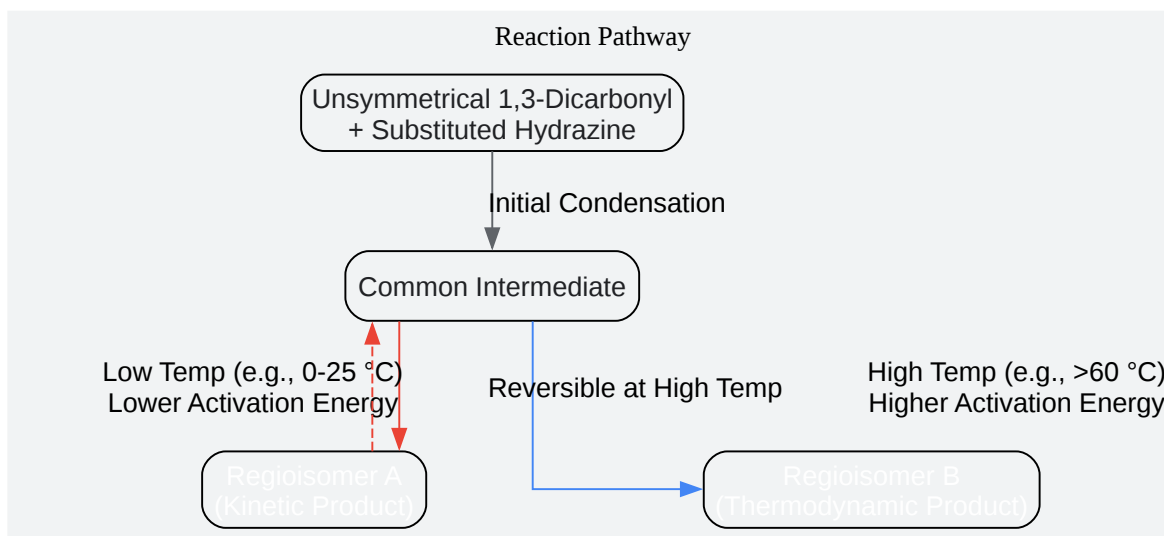 Reaction Pathway
Unsymmetrical 1,3-Dicarbonyl
+ Substituted Hydrazine
Initial Condensation
Common Intermediate
Low Temp (e.g., 0-25 °C)
Lower Activation Energy
Reversible at High Temp
High Temp (e.g., >60 °C)
Higher Activation Energy
Regioisomer A
(Kinetic Product)
Regioisomer B
(Thermodynamic Product)